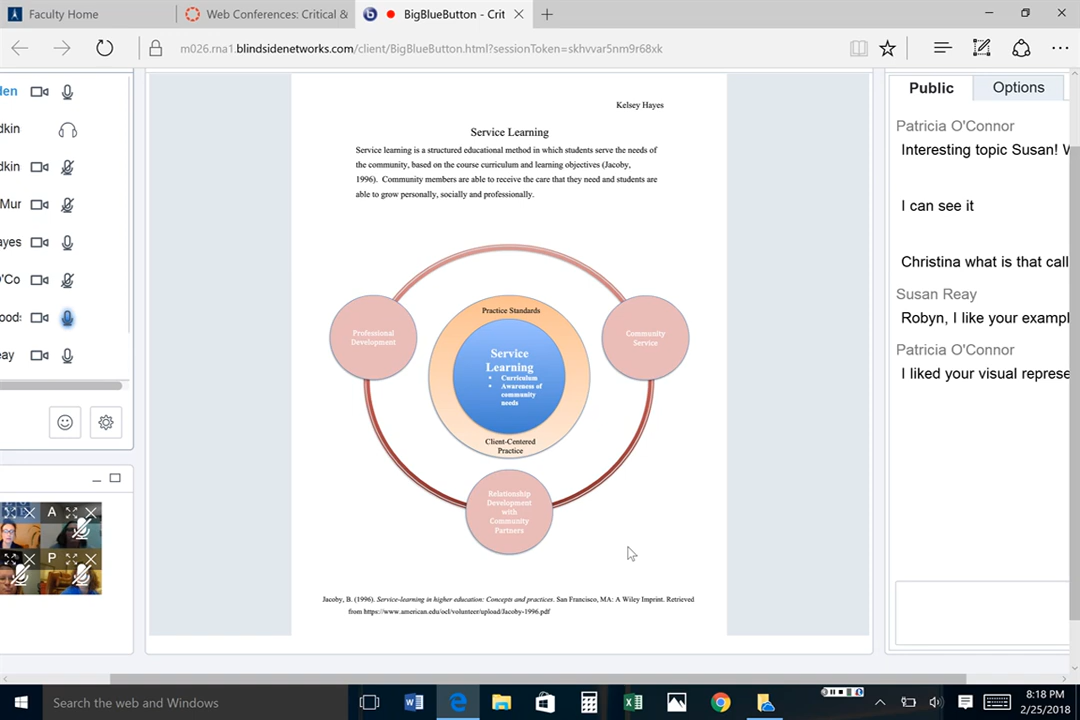 Faculty Home
Web Conferences: Critical &
BigBlueButton - Crit
m026.rna1.blindsidenetworks.com/client/BigBlueButton.html?sessionToken=skhvvar5nm9r68xk
den
dkin
dkin
Mur
ayes
O'Co
ood:
eay
A
P
Kelsey Hayes
Service Learning
Service learning is a structured educational method in which students serve the needs of
the community, based on the course curriculum and learning objectives (Jacoby,
1996). Community members are able to receive the care that they need and students are
able to grow personally, socially and professionally.
Practice Standards
Professional
Development
Community
Service
Service
Learning
• Curriculum
• Awareness of
community
needs
Client-Centered
Practice
Relationship
Development
with
Community
Partners
Jacoby, B. (1996). Service-learning in higher education: Concepts and practices. San Francisco, MA: A Wiley Imprint. Retrieved
from https://www.american.edu/ocl/volunteer/upload/Jacoby-1996.pdf
Public
Options
Patricia O'Connor
Interesting topic Susan! W
I can see it
Christina what is that call
Susan Reay
Robyn, I like your exampl
Patricia O'Connor
I liked your visual represe
Search the web and Windows
8:18 PM
2/25/2018